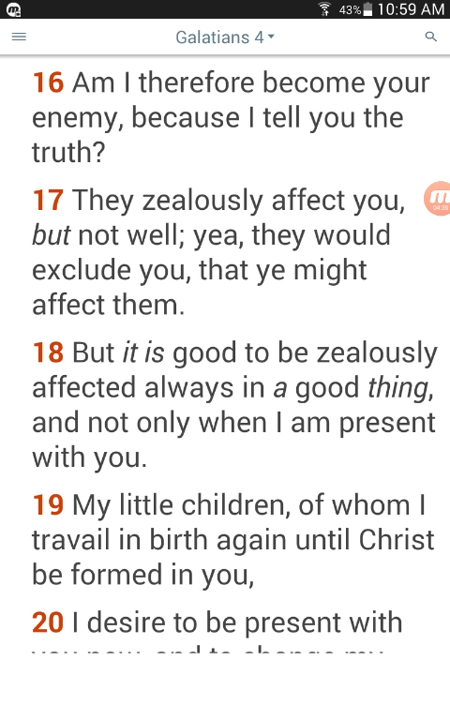 43% 10:59 AM
Galatians 4
16 Am I therefore become your
enemy, because I tell you the
truth?
17 They zealously affect you,
but not well; yea, they would
exclude you, that ye might
affect them.
18 But it is good to be zealously
affected always in a good thing,
and not only when I am present
with you.
19 My little children, of whom I
travail in birth again until Christ
be formed in you,
20 I desire to be present with